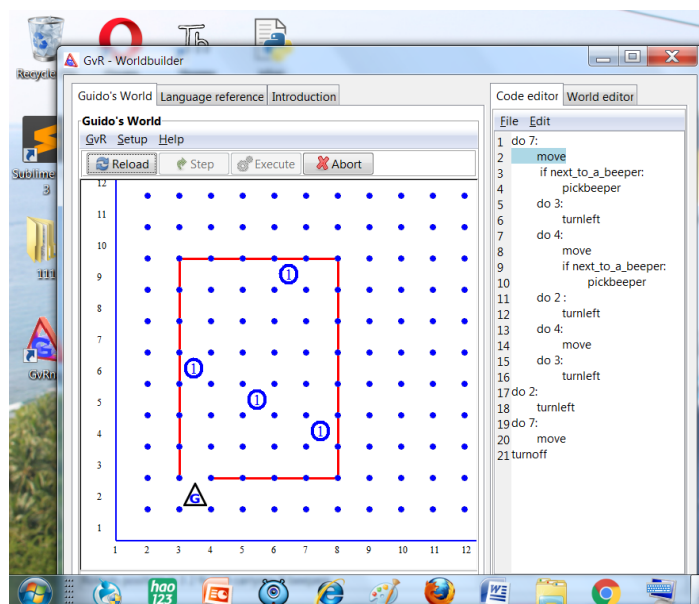 Recycle
GvR - Worldbuilder
Guido's World Language reference Introduction
Guido's World
GvR Setup Help
Reload Step Execute Abort
12
11
10
9
8
7
6
5
4
3
2
1
1
1
1
1
G
1 2 3 4 5 6 7 8 9 10 11 12
Code editor World editor
File Edit
1 do 7:
2 move
3 if next_to_a_beeper:
4 pickbeeper
5 do 3:
6 turnleft
7 do 4:
8 move
9 if next_to_a_beeper:
10 pickbeeper
11 do 2 :
12 turnleft
13 do 4:
14 move
15 do 3:
16 turnleft
17 do 2:
18 turnleft
19 do 7:
20 move
21 turnoff
Sublime
3
111
GvRn
hao
123